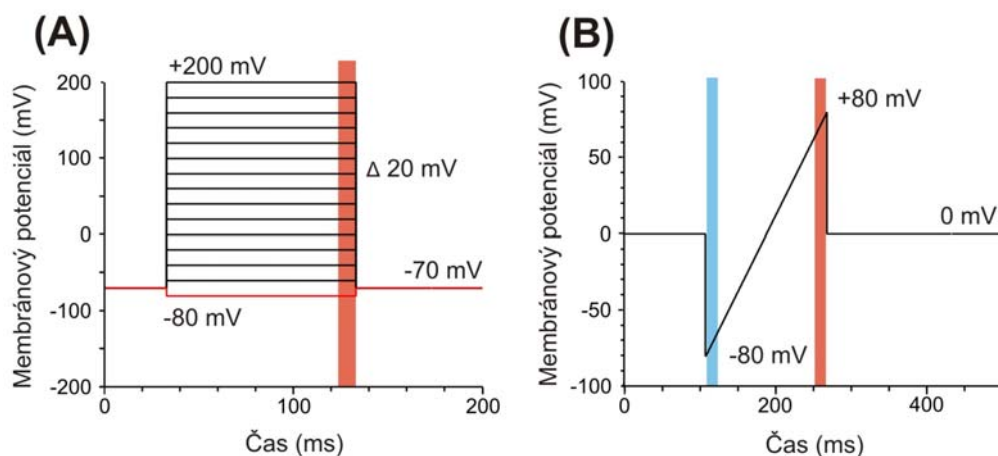 (A)
+200 mV
200
100
0
-100
-200
Membránový potenciál (mV)
Δ 20 mV
-70 mV
-80 mV
0
100
200
Čas (ms)
(B)
100
50
0
-50
-100
Membránový potenciál (mV)
+80 mV
0 mV
-80 mV
0
200
400
Čas (ms)